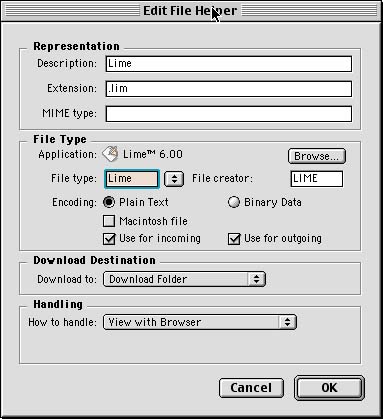 Edit File Helper
Representation
Description: Lime
Extension: .lim
MIME type:
File Type
Application: Lime™ 6.00 Browse...
File type: Lime File creator: LIME
Encoding: Plain Text Binary Data
Macintosh file
Use for incoming Use for outgoing
Download Destination
Download to: Download Folder
Handling
How to handle: View with Browser
Cancel OK